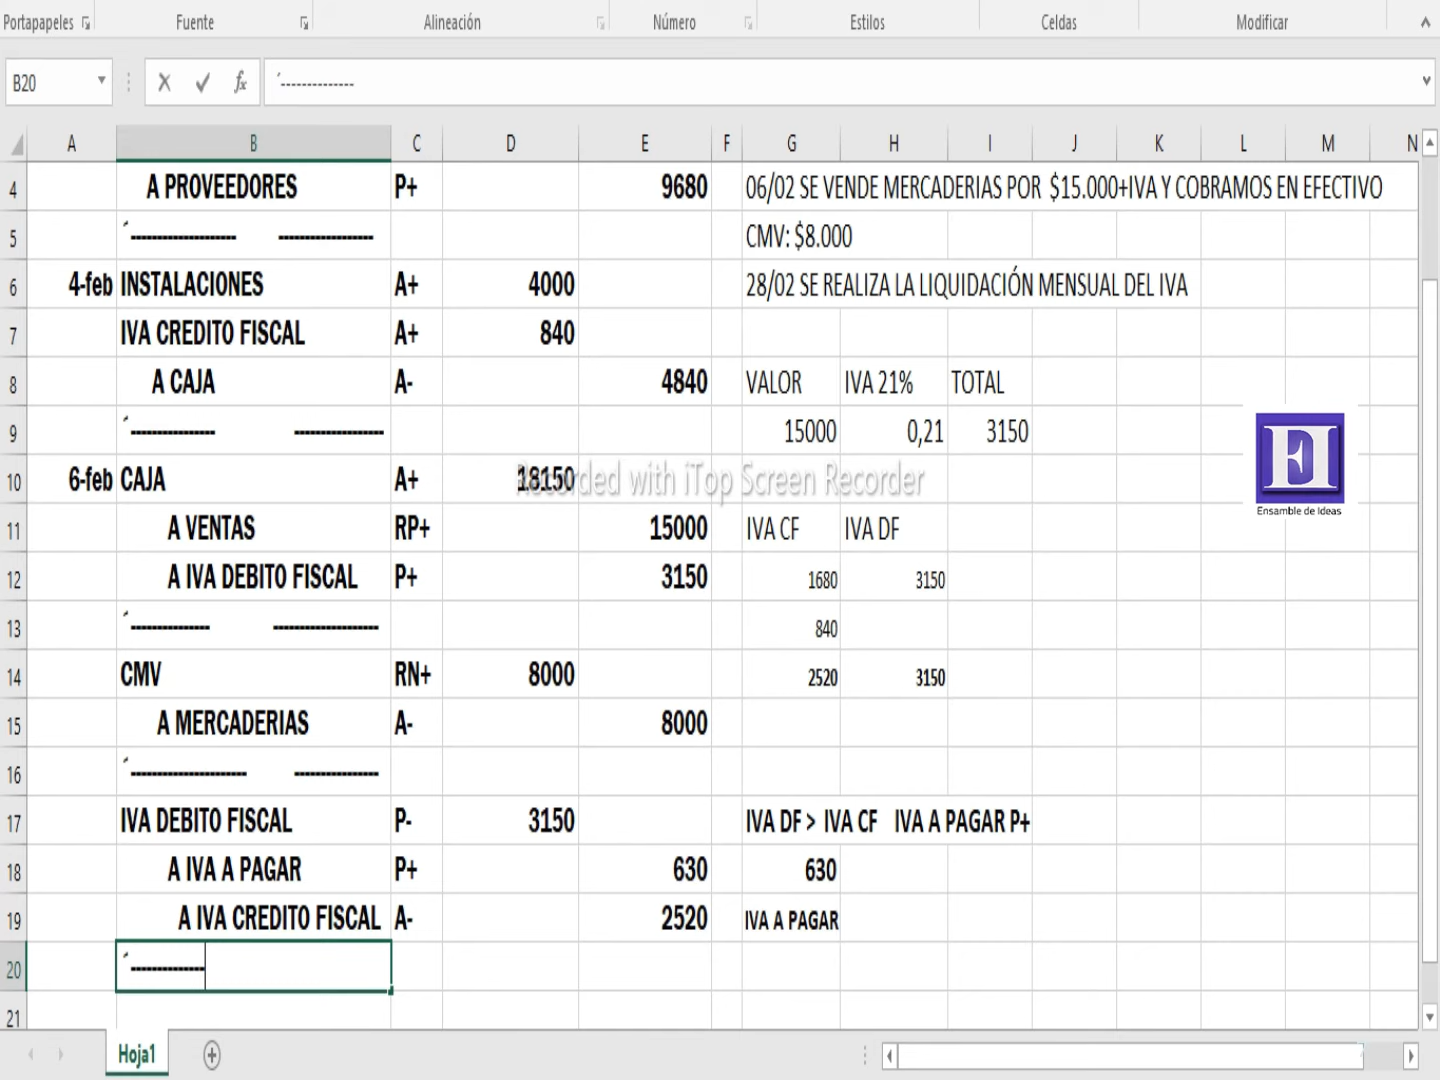 Portapapeles Fuente Alineación Número Estilos Celdas Modificar
B20 fx ´--------------
A B C D E F G H I J K L M N
4 A PROVEEDORES P+ 9680 06/02 SE VENDE MERCADERIAS POR $15.000+IVA Y COBRAMOS EN EFECTIVO
5 ´-------------------- ------------------ CMV: $8.000
6 4-feb INSTALACIONES A+ 4000 28/02 SE REALIZA LA LIQUIDACIÓN MENSUAL DEL IVA
7 IVA CREDITO FISCAL A+ 840
8 A CAJA A- 4840 VALOR IVA 21% TOTAL
9 ´---------------- ----------------- 15000 0,21 3150
10 6-feb CAJA A+ 18150
Recorded with iTop Screen Recorder
EI
Ensamble de Ideas
11 A VENTAS RP+ 15000 IVA CF IVA DF
12 A IVA DEBITO FISCAL P+ 3150 1680 3150
13 ´--------------- -------------------- 840
14 CMV RN+ 8000 2520 3150
15 A MERCADERIAS A- 8000
16 ´---------------------- ----------------
17 IVA DEBITO FISCAL P- 3150 IVA DF > IVA CF IVA A PAGAR P+
18 A IVA A PAGAR P+ 630 630
19 A IVA CREDITO FISCAL A- 2520 IVA A PAGAR
20 ´--------------
21
Hoja1